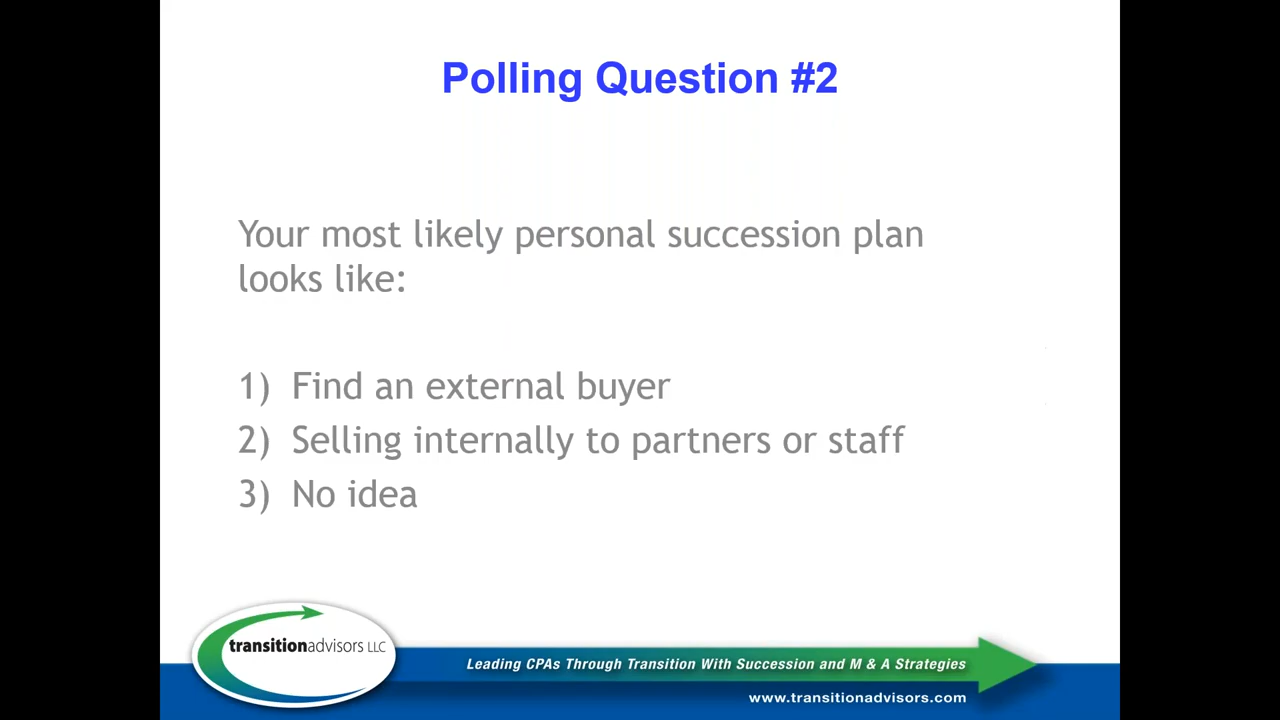 Polling Question #2
Your most likely personal succession plan
looks like:
1) Find an external buyer
2) Selling internally to partners or staff
3) No idea
transitionadvisors LLC
Leading CPAs Through Transition With Succession and M & A Strategies
www.transitionadvisors.com